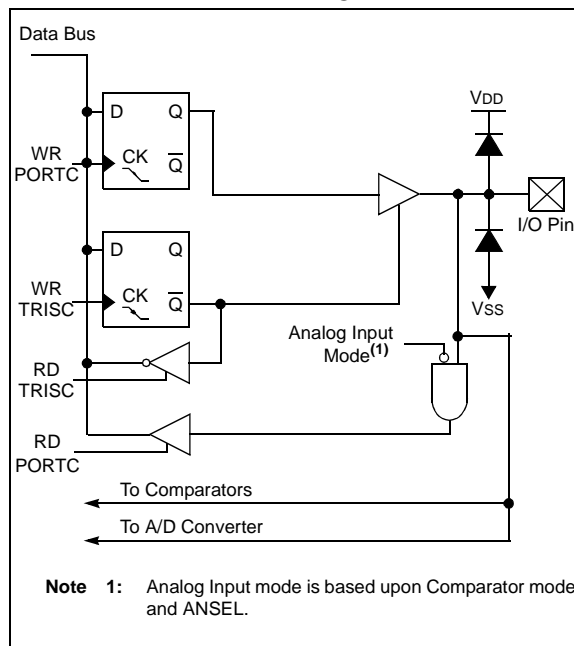 Data Bus
D Q
VDD
WR
PORTC
CK Q
I/O Pin
D Q
WR
TRISC
CK Q
VSS
Analog Input
Mode(1)
RD
TRISC
RD
PORTC
To Comparators
To A/D Converter
Note 1: Analog Input mode is based upon Comparator mode
and ANSEL.